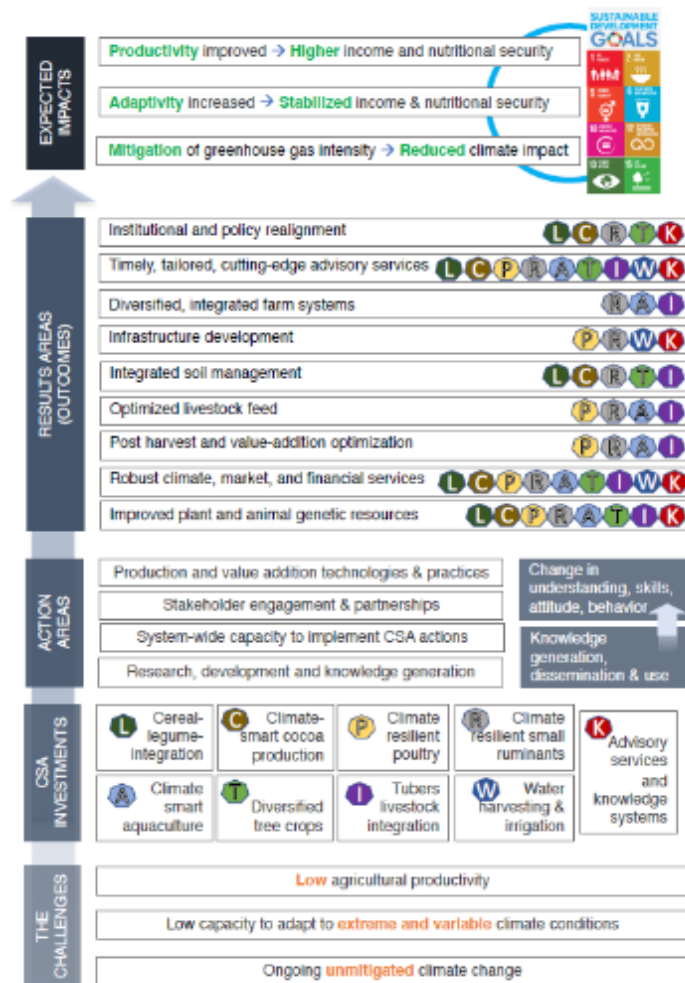 SUSTAINABLE
DEVELOPMENT
GOALS
EXPECTED
IMPACTS
Productivity improved → Higher income and nutritional security
Adaptivity increased → Stabilized income & nutritional security
Mitigation of greenhouse gas intensity → Reduced climate impact
RESULTS AREAS
(OUTCOMES)
Institutional and policy realignment L C R T K
Timely, tailored, cutting-edge advisory services L C P R A T I W K
Diversified, integrated farm systems R A I
Infrastructure development P R W K
Integrated soil management L C R T I
Optimized livestock feed P R A I
Post harvest and value-addition optimization P R A I
Robust climate, market, and financial services L C P R A T I W K
Improved plant and animal genetic resources L C P R A T I K
ACTION
AREAS
Production and value addition technologies & practices
Stakeholder engagement & partnerships
System-wide capacity to implement CSA actions
Research, development and knowledge generation
Change in
understanding, skills,
attitude, behavior
Knowledge
generation,
dissemination & use
CSA
INVESTMENTS
L Cereal-
legume-
integration
C Climate-
smart cocoa
production
P Climate
resilient
poultry
R Climate
resilient small
ruminants
K Advisory
services
and
knowledge
systems
A Climate
smart
aquaculture
T Diversified
tree crops
I Tubers
livestock
integration
W Water
harvesting &
irrigation
THE
CHALLENGES
Low agricultural productivity
Low capacity to adapt to extreme and variable climate conditions
Ongoing unmitigated climate change